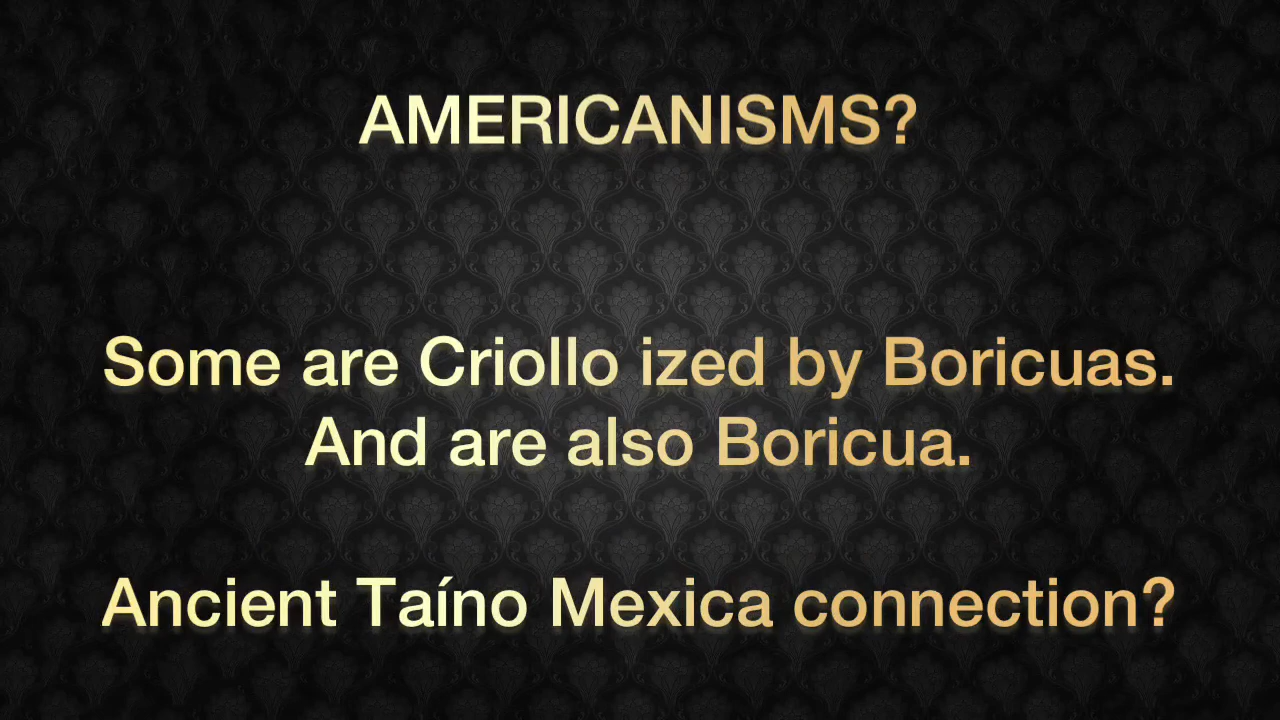 AMERICANISMS?
Some are Criollo ized by Boricuas.
And are also Boricua.
Ancient Taíno Mexica connection?